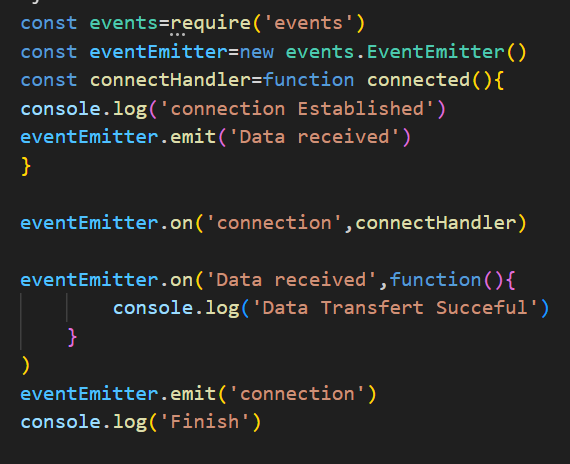 const events=require('events')
const eventEmitter=new events.EventEmitter()
const connectHandler=function connected(){
console.log('connection Established')
eventEmitter.emit('Data received')
}
eventEmitter.on('connection',connectHandler)
eventEmitter.on('Data received',function(){
console.log('Data Transfert Succeful')
}
)
eventEmitter.emit('connection')
console.log('Finish')